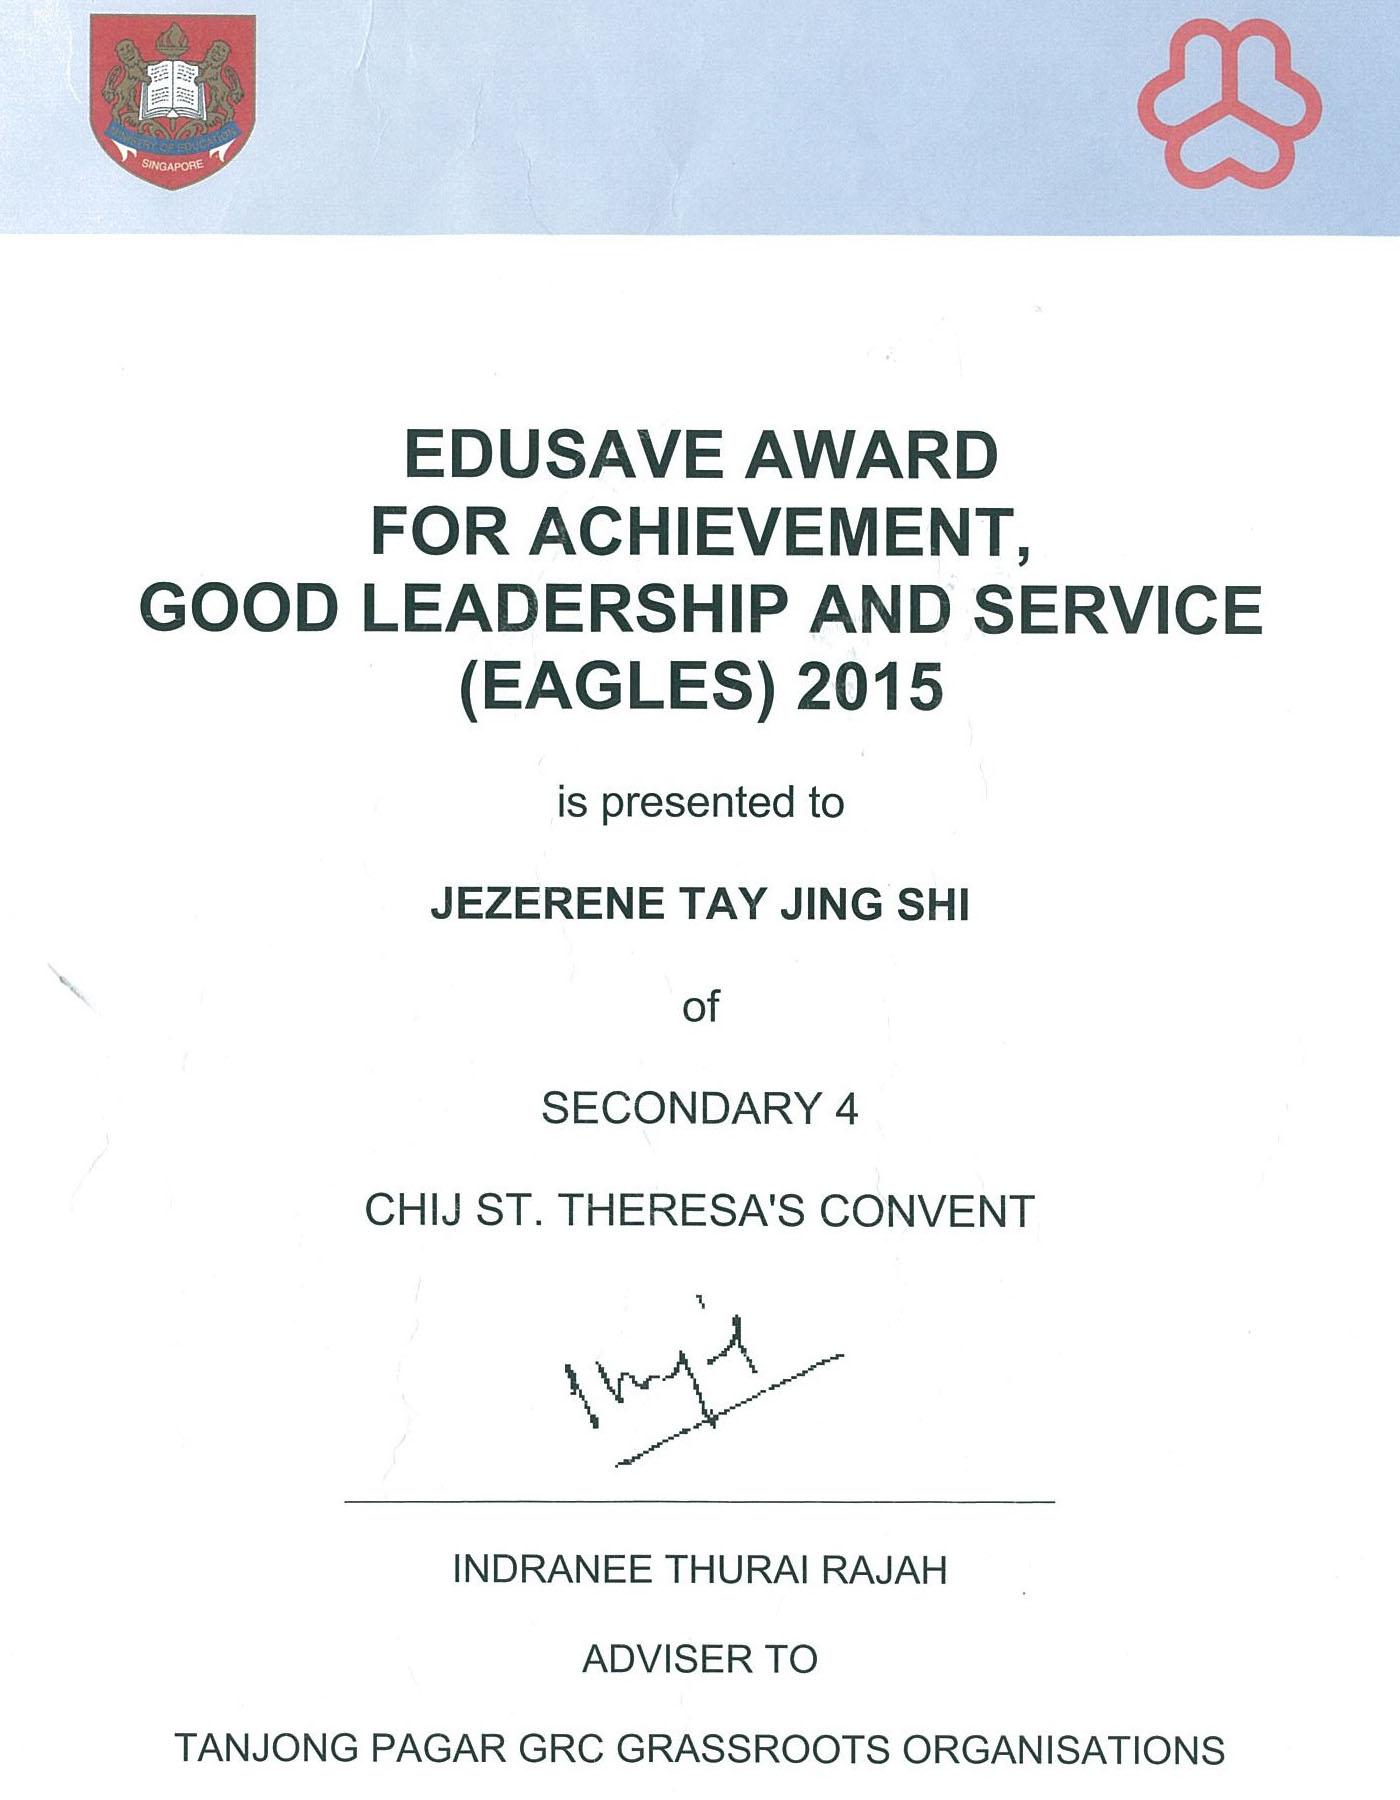 MINISTRY OF EDUCATION
SINGAPORE
EDUSAVE AWARD
FOR ACHIEVEMENT,
GOOD LEADERSHIP AND SERVICE
(EAGLES) 2015
is presented to
JEZERENE TAY JING SHI
of
SECONDARY 4
CHIJ ST. THERESA'S CONVENT
INDRANEE THURAI RAJAH
ADVISER TO
TANJONG PAGAR GRC GRASSROOTS ORGANISATIONS